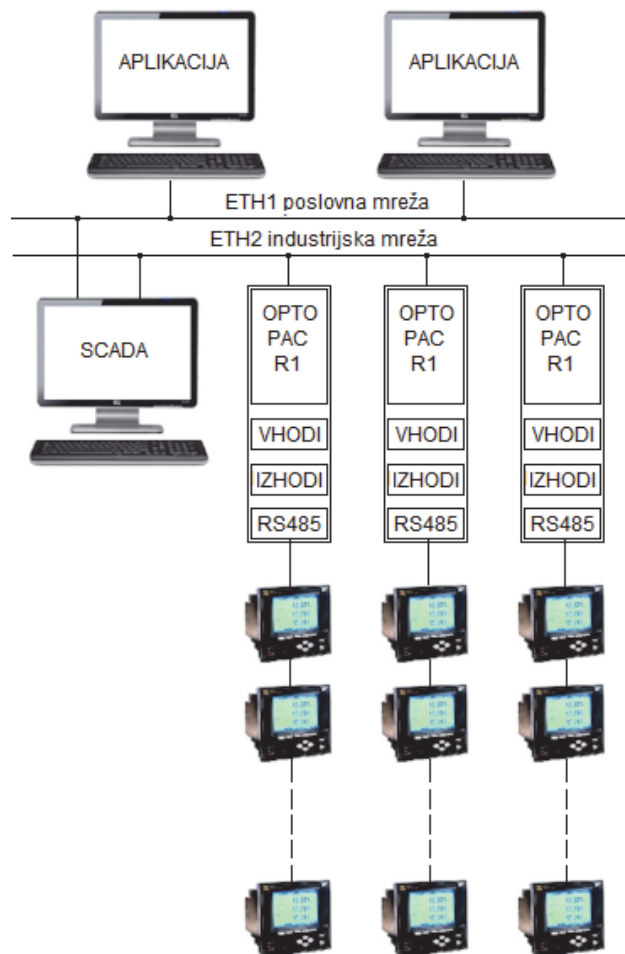 APLIKACIJA
APLIKACIJA
ETH1 poslovna mreža
ETH2 industrijska mreža
SCADA
OPTO
PAC
R1
VHODI
IZHODI
RS485
OPTO
PAC
R1
VHODI
IZHODI
RS485
OPTO
PAC
R1
VHODI
IZHODI
RS485